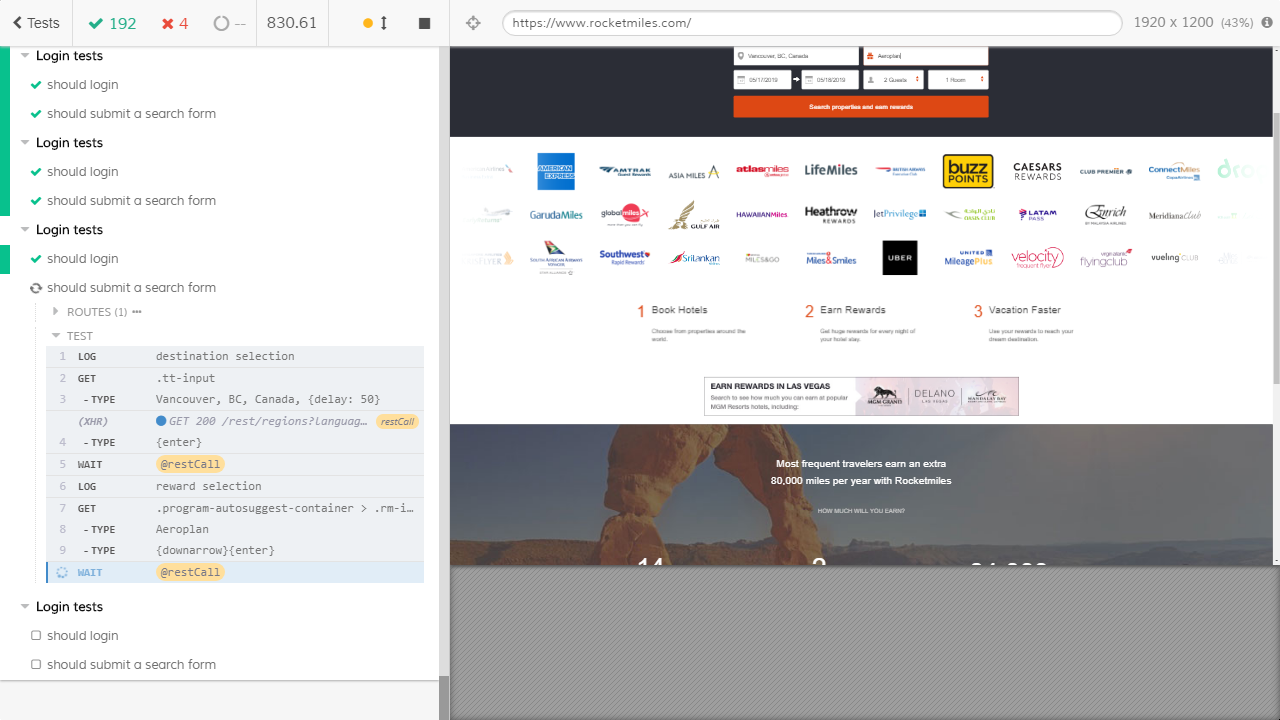 Tests
192
4
--
830.61
https://www.rocketmiles.com/
1920 x 1200 (43%)
Login tests
should login
should submit a search form
Login tests
should login
should submit a search form
Login tests
should login
should submit a search form
ROUTES (1)
TEST
1 LOG destination selection
2 GET .tt-input
3 -TYPE Vancouver, BC, Canada, {delay: 50}
(XHR) GET 200 /rest/regions?languag… restCall
4 -TYPE {enter}
5 WAIT @restCall
6 LOG reward selection
7 GET .program-autosuggest-container > .rm-i…
8 -TYPE Aeroplan
9 -TYPE {downarrow}{enter}
WAIT @restCall
Login tests
should login
should submit a search form
Vancouver, BC, Canada
Aeroplan
05/17/2019
05/18/2019
2 Guests
1 Room
Search properties and earn rewards
AMERICAN EXPRESS
AMTRAK
Guest Rewards
ASIA MILES
atlasmiles
LifeMiles
BRITISH AIRWAYS
Executive Club
buzz POINTS
CAESARS REWARDS
CLUB PREMIER
ConnectMiles
GarudaMiles
globalmiles
GULF AIR
HAWAIIANMiles
Heathrow REWARDS
JetPrivilege
OASIS CLUB
LATAM PASS
Enrich
MeridianaClub
SOUTH AFRICAN AIRWAYS
VOYAGER
Southwest
Rapid Rewards
SriLankan
MILES&GO
Miles&Smiles
UBER
UNITED MileagePlus
velocity
frequent flyer
virgin atlantic
flyingclub
vueling CLUB
1 Book Hotels
Choose from properties around the
world.
2 Earn Rewards
Get huge rewards for every night of
your hotel stay.
3 Vacation Faster
Use your rewards to reach your
dream destination.
EARN REWARDS IN LAS VEGAS
Search to see how much you can earn at popular
MGM Resorts hotels, including:
MGM GRAND
DELANO
LAS VEGAS
MANDALAY BAY
Most frequent travelers earn an extra
80,000 miles per year with Rocketmiles
HOW MUCH WILL YOU EARN?
14
2